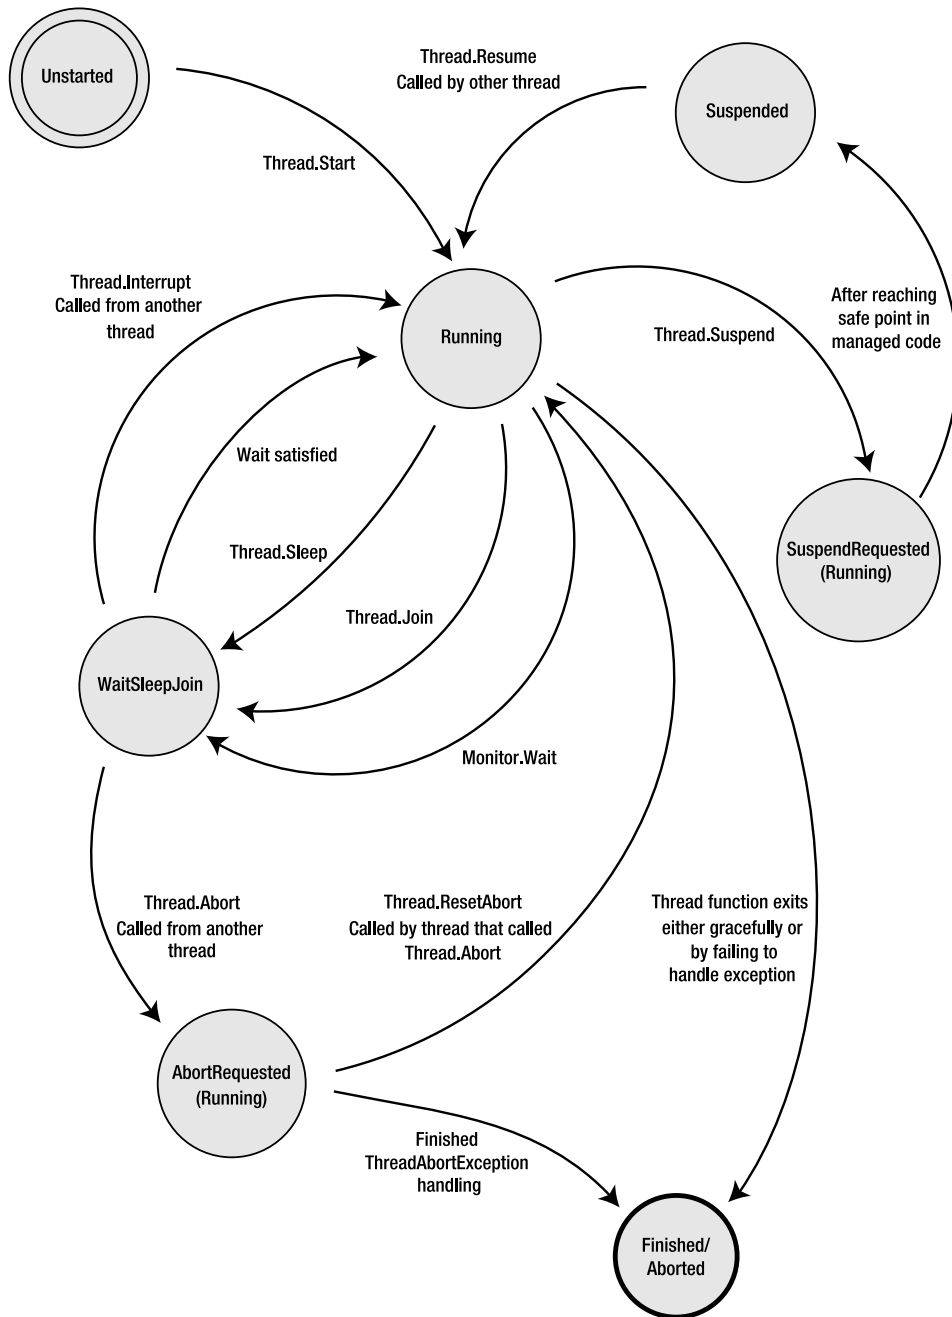 Unstarted
Thread.Resume
Called by other thread
Suspended
Thread.Start
Thread.Interrupt
Called from another
thread
Running
Thread.Suspend
After reaching
safe point in
managed code
Wait satisfied
Thread.Sleep
SuspendRequested
(Running)
Thread.Join
WaitSleepJoin
Monitor.Wait
Thread.Abort
Called from another
thread
Thread.ResetAbort
Called by thread that called
Thread.Abort
Thread function exits
either gracefully or
by failing to
handle exception
AbortRequested
(Running)
Finished
ThreadAbortException
handling
Finished/
Aborted